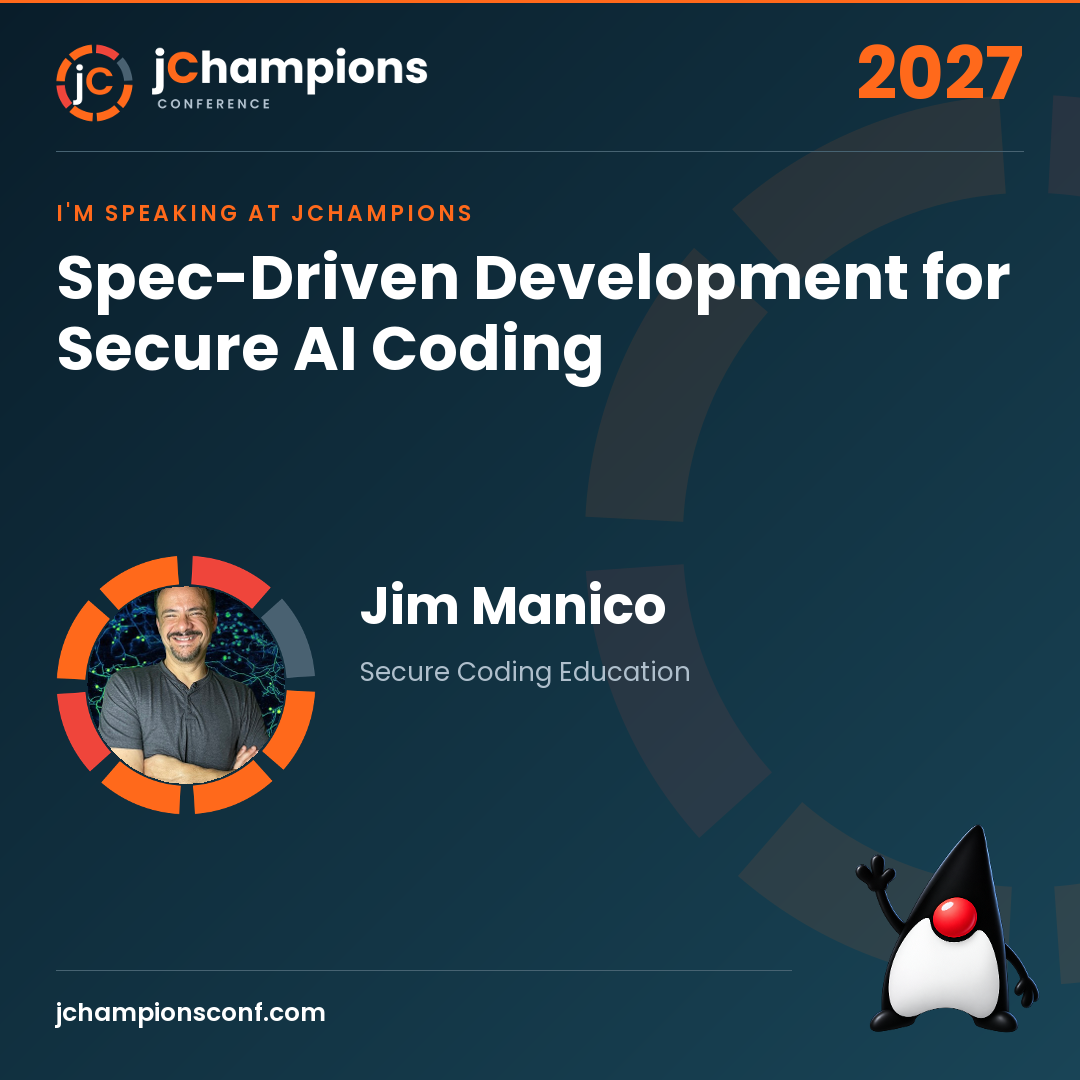 jC
jChampions
CONFERENCE
2027
I'M SPEAKING AT JCHAMPIONS
Spec-Driven Development for
Secure AI Coding
Jim Manico
Secure Coding Education
jchampionsconf.com